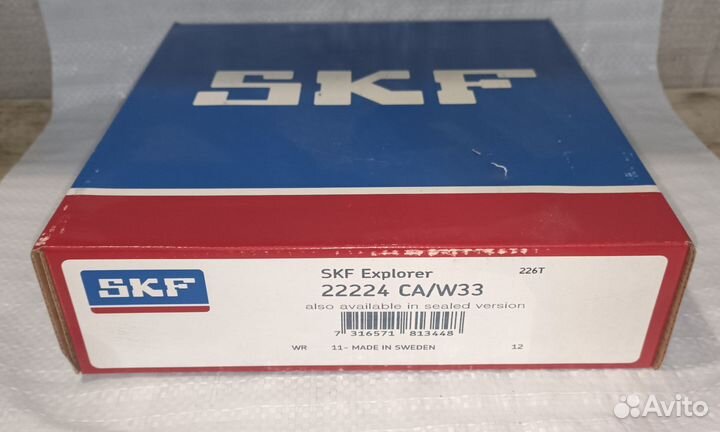 SKF
SKF
SKF Explorer
226T
22224 CA/W33
also available in sealed version
7 316571 813448
WR 11- MADE IN SWEDEN 12
Avito